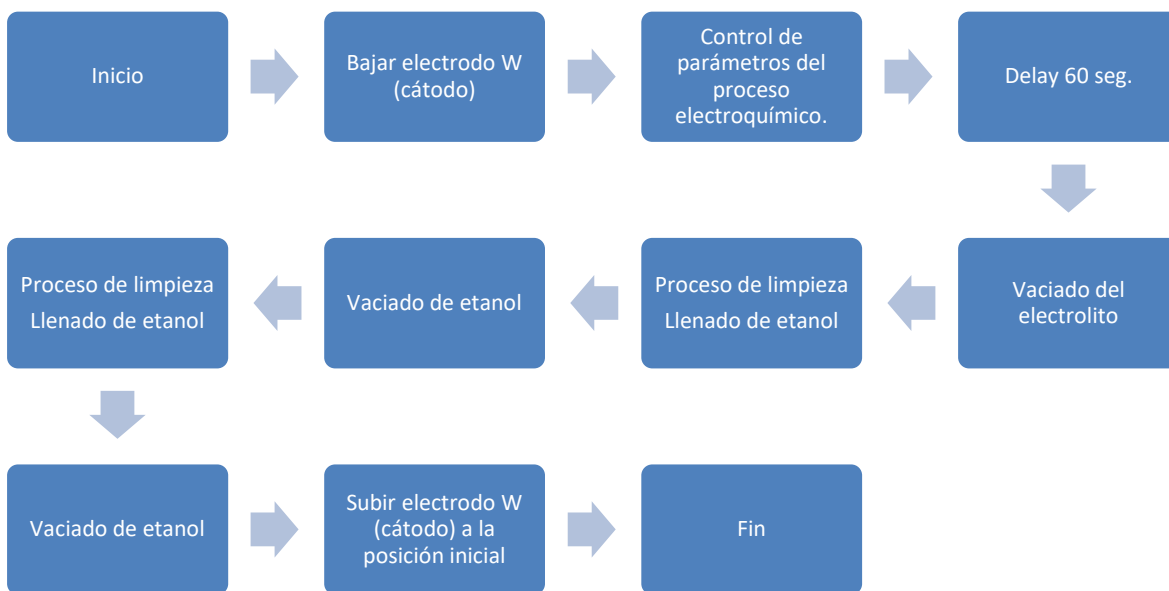 Inicio
Bajar electrodo W
(cátodo)
Control de
parámetros del
proceso
electroquímico.
Delay 60 seg.
Vaciado del
electrolito
Proceso de limpieza
Llenado de etanol
Vaciado de etanol
Proceso de limpieza
Llenado de etanol
Vaciado de etanol
Subir electrodo W
(cátodo) a la
posición inicial
Fin